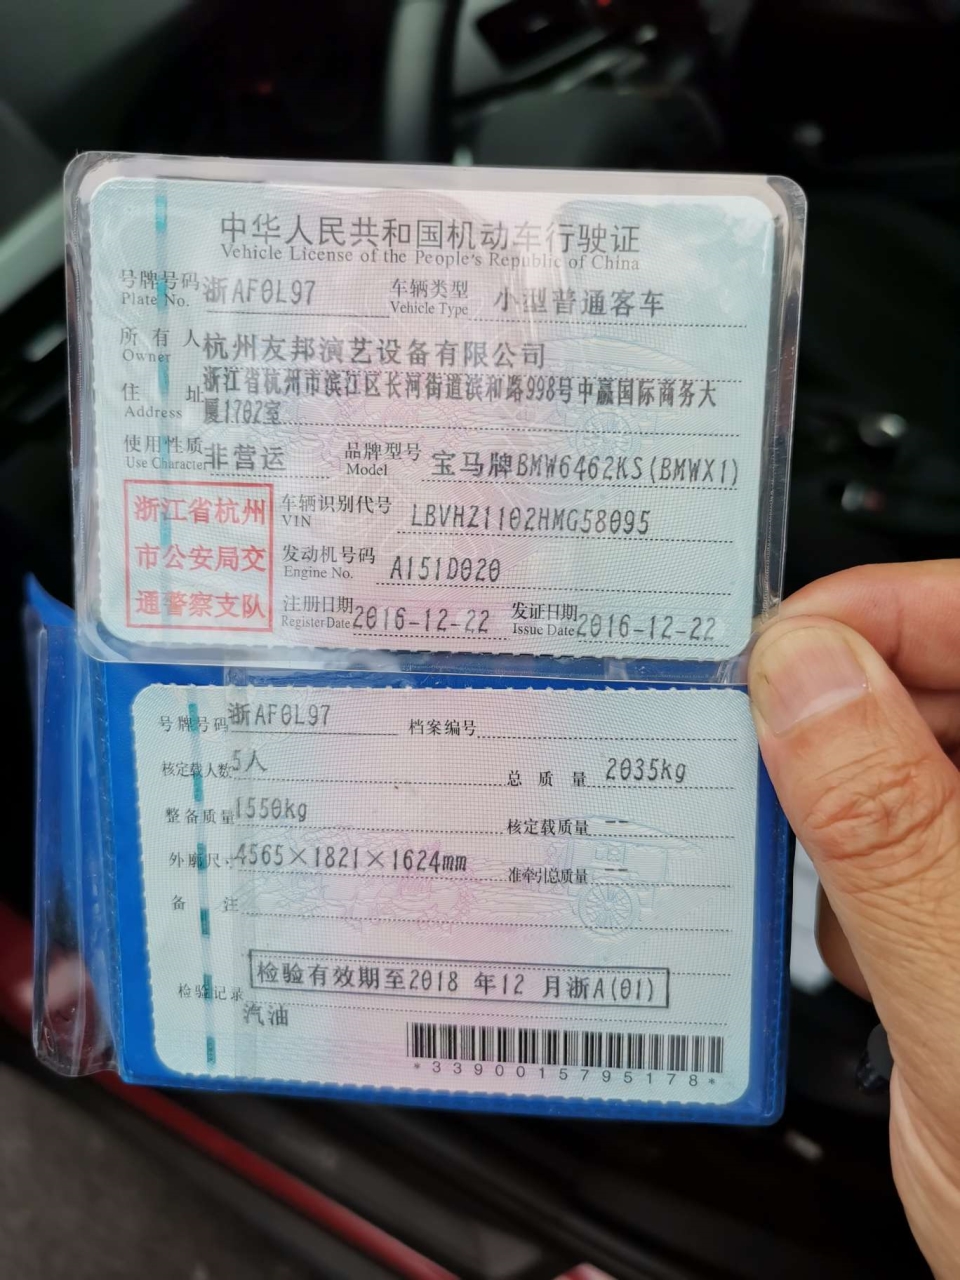 中华人民共和国机动车行驶证
Vehicle License of the People's Republic of China
号牌号码 浙AF0L97 车辆类型 小型普通客车
Plate No. Vehicle Type
所有人 杭州友邦演艺设备有限公司
Owner
住址 浙江省杭州市滨江区长河街道滨和路998号中赢国际商务大
Address 厦1702室
使用性质 非营运 品牌型号 宝马牌BMW6462KS(BMWX1)
Use Character Model
浙江省杭州
市公安局交
通警察支队
车辆识别代号 LBVHZ1102HMG58095
VIN
发动机号码 A151D020
Engine No.
注册日期 2016-12-22 发证日期 2016-12-22
Register Date Issue Date
号牌号码 浙AF0L97 档案编号
核定载人数 5人 总质量 2035kg
整备质量 1550kg 核定载质量 --
外廓尺 4565×1821×1624mm 准牵引总质量 --
备注
检验记录 检验有效期至2018 年12 月浙A(01)
汽油
*3390015795178*